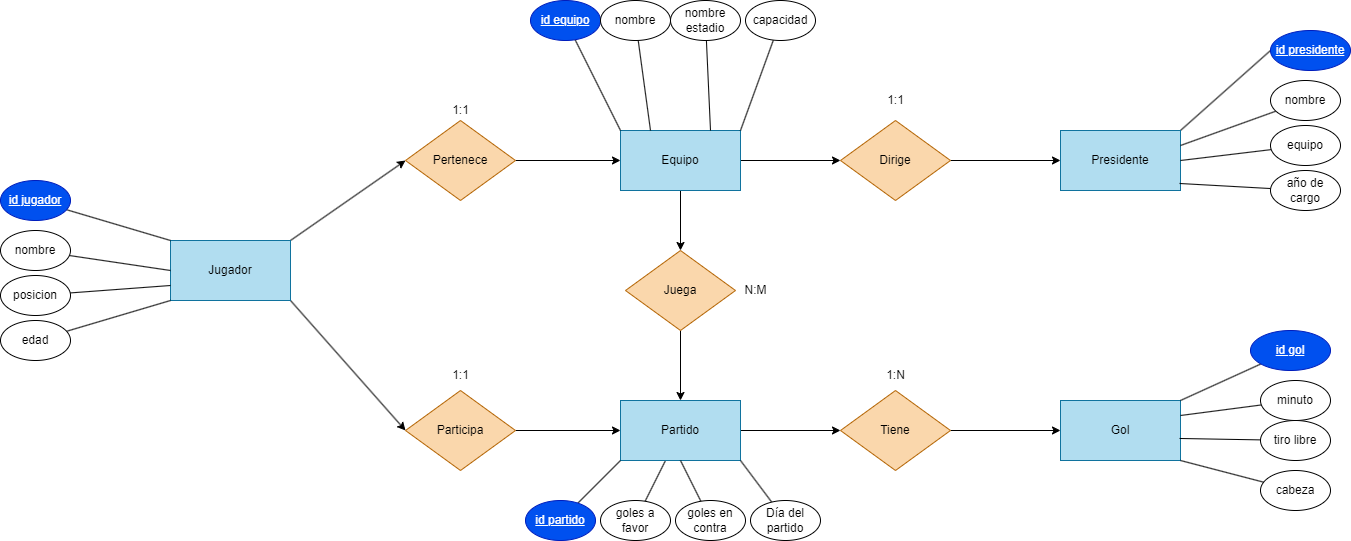 id equipo
nombre
nombre
estadio
capacidad
id presidente
nombre
equipo
año de
cargo
1:1
Pertenece
Equipo
1:1
Dirige
Presidente
id jugador
nombre
posicion
edad
Jugador
Juega
N:M
1:1
Participa
Partido
1:N
Tiene
Gol
id gol
minuto
tiro libre
cabeza
id partido
goles a
favor
goles en
contra
Día del
partido